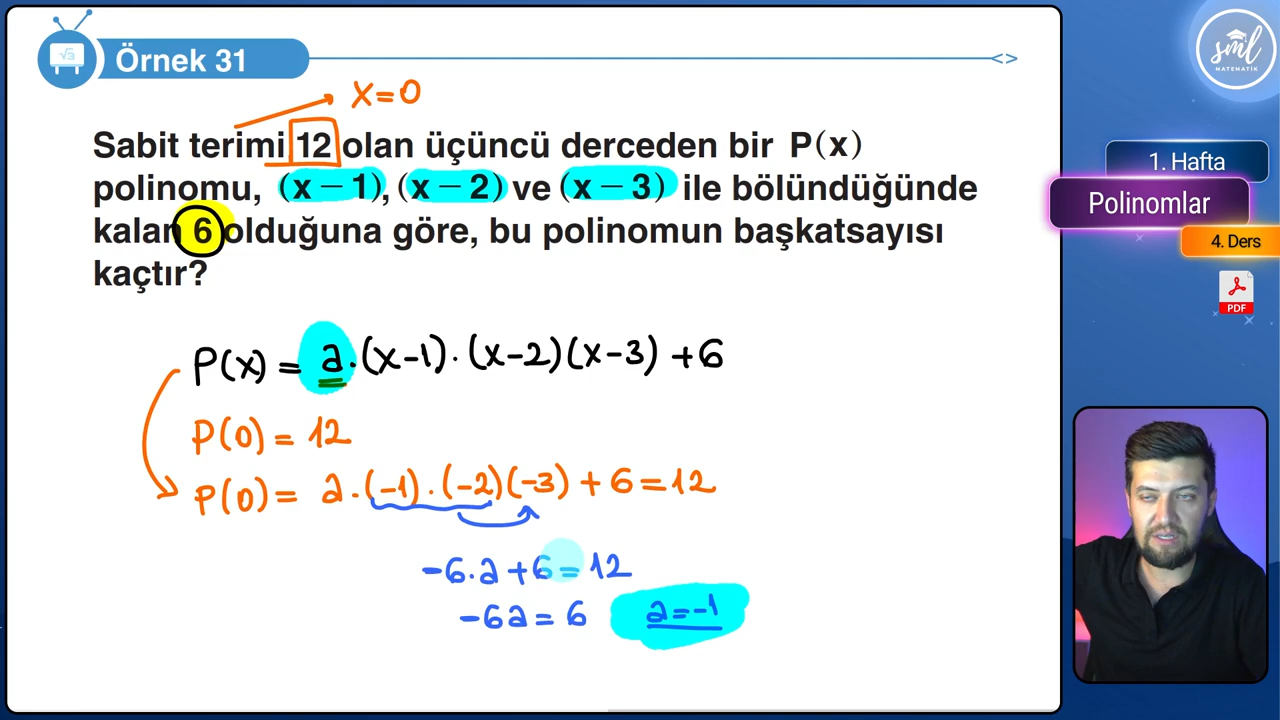 √3
Örnek 31
<>
x=0
Sabit terimi 12 olan üçüncü dereceden bir P(x)
polinomu, (x − 1), (x − 2) ve (x − 3) ile bölündüğünde
kalan 6 olduğuna göre, bu polinomun başkatsayısı
kaçtır?
P(x) = a.(x-1).(x-2)(x-3) +6
P(0) = 12
P(0) = a.(-1).(-2)(-3) + 6 = 12
-6.a + 6 = 12
-6a = 6 a = -1
sml
MATEMATİK
1. Hafta
Polinomlar
4. Ders
PDF